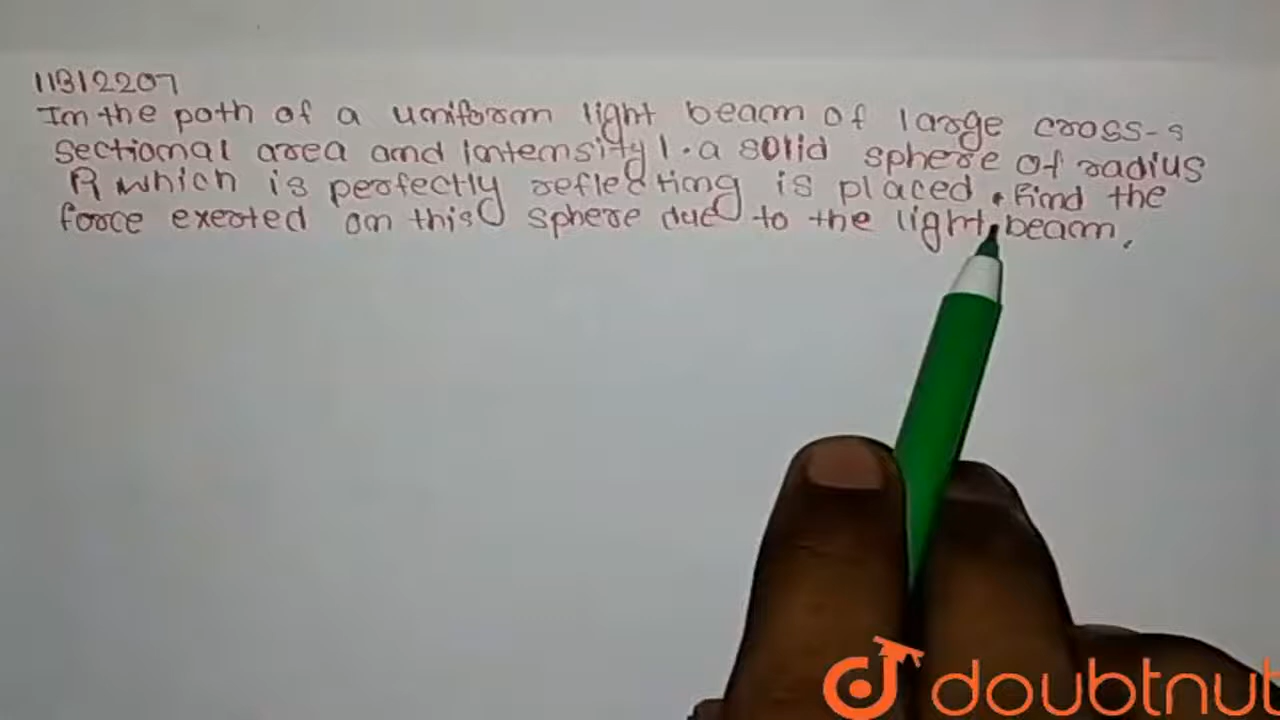 11312207
In the path of a uniform light beam of large cross-s
sectional area and intensity I. a solid sphere of radius
R which is perfectly reflecting is placed. Find the
force exerted on this sphere due to the light beam.
doubtnut